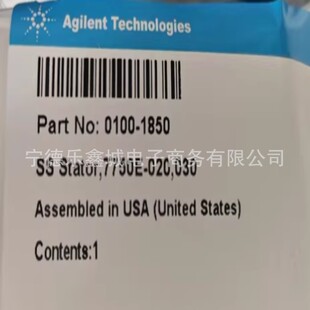 Agilent Technologies
Part No: 0100-1850
宁德乐鑫城电子商务有限公司
SS Stator,7750E-020,030
Assembled in USA (United States)
Contents:1